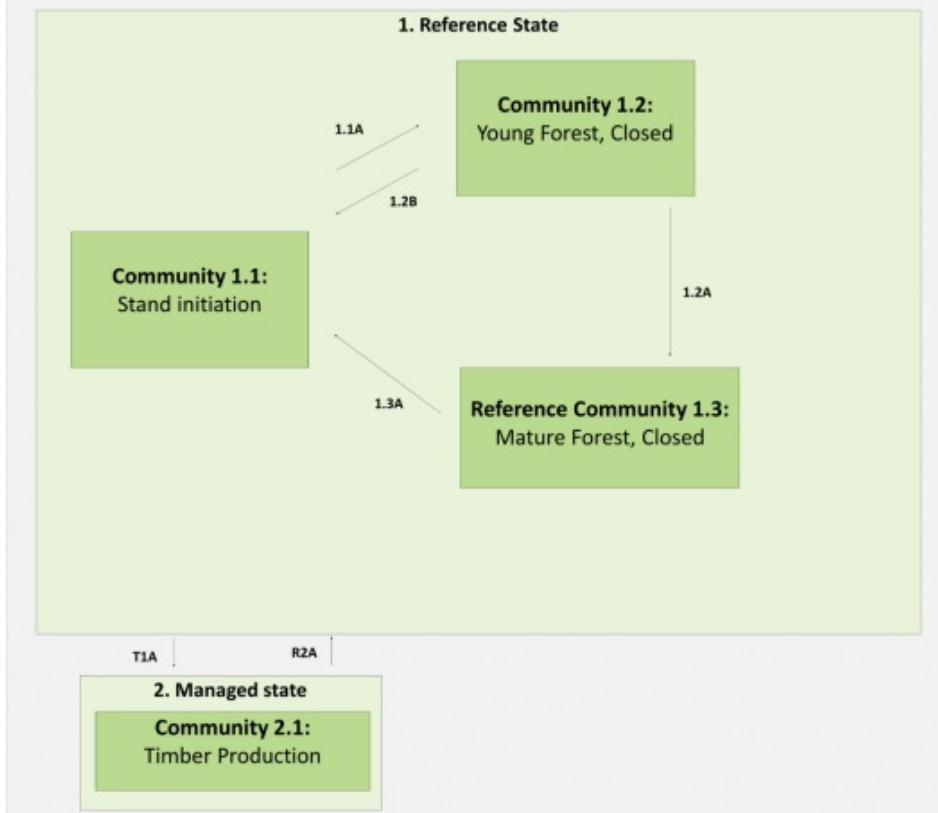 1. Reference State
Community 1.2:
Young Forest, Closed
1.1A
1.2B
Community 1.1:
Stand initiation
1.2A
1.3A
Reference Community 1.3:
Mature Forest, Closed
T1A
R2A
2. Managed state
Community 2.1:
Timber Production